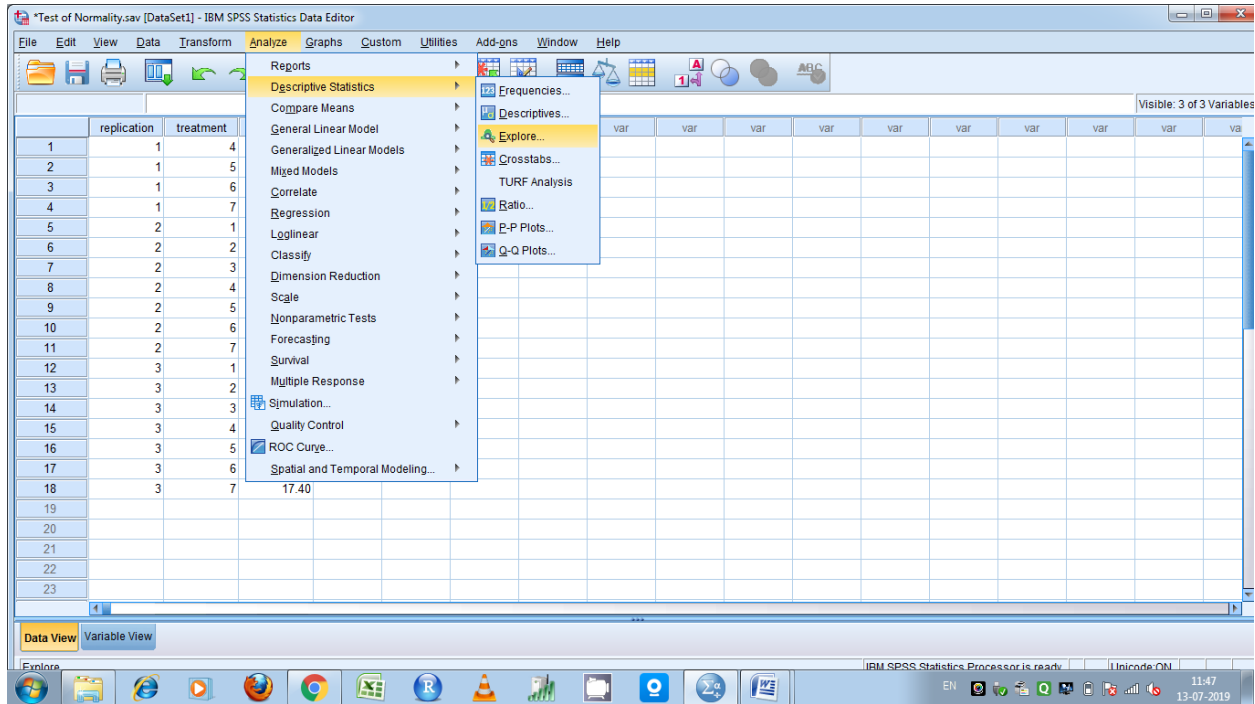 *Test of Normality.sav [DataSet1] - IBM SPSS Statistics Data Editor
File Edit View Data Transform Analyze Graphs Custom Utilities Add-ons Window Help
Visible: 3 of 3 Variables
replication treatment var var var var var var var var var va
Reports
Descriptive Statistics
Compare Means
General Linear Model
Generalized Linear Models
Mixed Models
Correlate
Regression
Loglinear
Classify
Dimension Reduction
Scale
Nonparametric Tests
Forecasting
Survival
Multiple Response
Simulation...
Quality Control
ROC Curve...
Spatial and Temporal Modeling...
Frequencies...
Descriptives...
Explore...
Crosstabs...
TURF Analysis
Ratio...
P-P Plots...
Q-Q Plots...
1 1 4
2 1 5
3 1 6
4 1 7
5 2 1
6 2 2
7 2 3
8 2 4
9 2 5
10 2 6
11 2 7
12 3 1
13 3 2
14 3 3
15 3 4
16 3 5
17 3 6
18 3 7 17.40
19
20
21
22
23
Data View Variable View
Explore IBM SPSS Statistics Processor is ready Unicode:ON
EN 11:47
13-07-2019